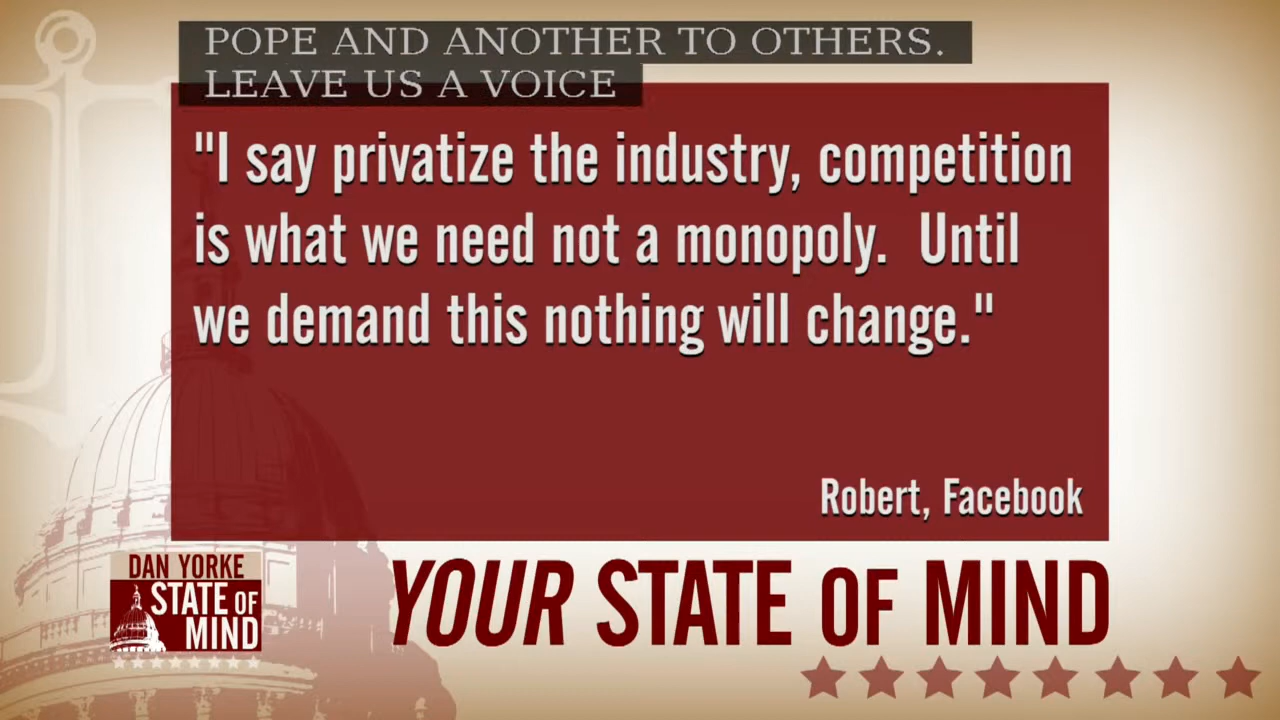 POPE AND ANOTHER TO OTHERS.
LEAVE US A VOICE
"I say privatize the industry, competition
is what we need not a monopoly.  Until
we demand this nothing will change."
Robert, Facebook
DAN YORKE
STATE OF
MIND
YOUR STATE OF MIND